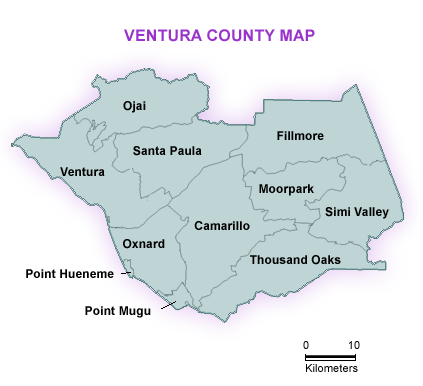 VENTURA COUNTY MAP
Ojai
Fillmore
Santa Paula
Ventura
Moorpark
Simi Valley
Camarillo
Oxnard
Thousand Oaks
Point Hueneme
Point Mugu
0 10
Kilometers